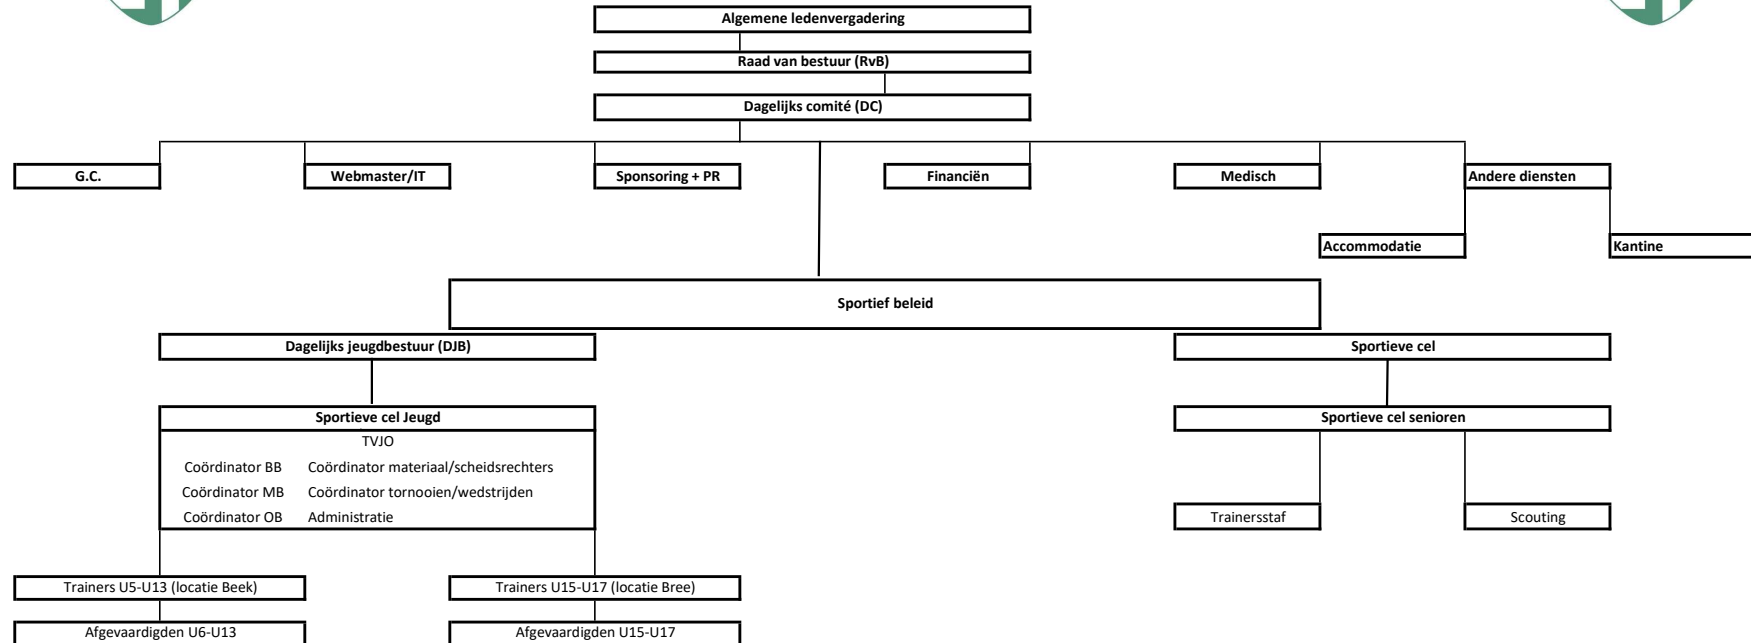 Algemene ledenvergadering
Raad van bestuur (RvB)
Dagelijks comité (DC)
G.C.
Webmaster/IT
Sponsoring + PR
Financiën
Medisch
Andere diensten
Accommodatie
Kantine
Sportief beleid
Dagelijks jeugdbestuur (DJB)
Sportieve cel
Sportieve cel Jeugd
Sportieve cel senioren
TVJO
Coördinator BB Coördinator materiaal/scheidsrechters
Coördinator MB Coördinator tornooien/wedstrijden
Coördinator OB Administratie
Trainersstaf
Scouting
Trainers U5-U13 (locatie Beek)
Trainers U15-U17 (locatie Bree)
Afgevaardigden U6-U13
Afgevaardigden U15-U17